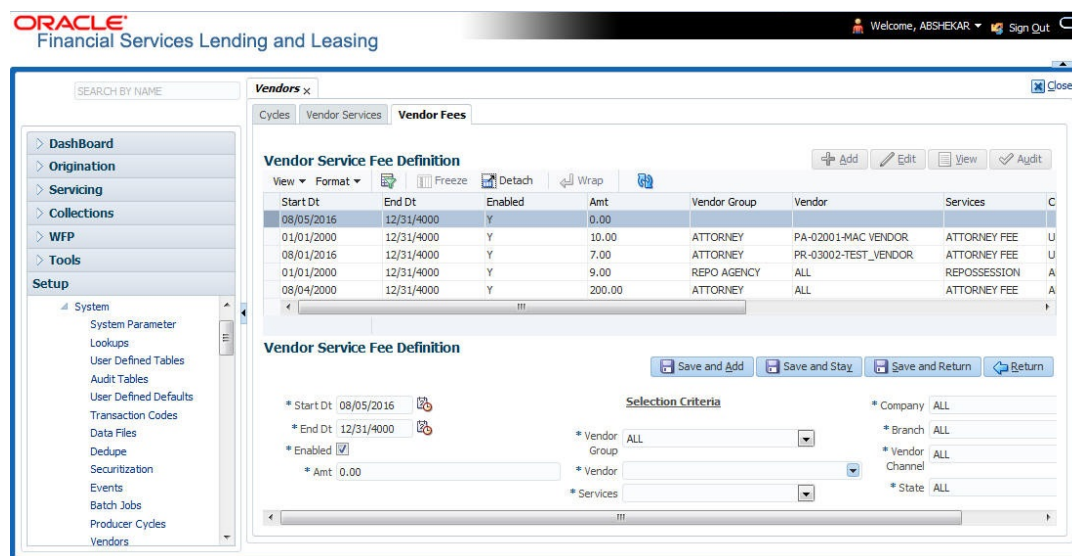 ORACLE
Financial Services Lending and Leasing
Welcome, ABSHEKAR
Sign Out
SEARCH BY NAME
DashBoard
Origination
Servicing
Collections
WFP
Tools
Setup
System
System Parameter
Lookups
User Defined Tables
Audit Tables
User Defined Defaults
Transaction Codes
Data Files
Dedupe
Securitization
Events
Batch Jobs
Producer Cycles
Vendors
Vendors x
Close
Cycles Vendor Services Vendor Fees
Vendor Service Fee Definition
Add Edit View Audit
View Format Freeze Detach Wrap
Start Dt End Dt Enabled Amt Vendor Group Vendor Services C
08/05/2016 12/31/4000 Y 0.00
01/01/2000 12/31/4000 Y 10.00 ATTORNEY PA-02001-MAC VENDOR ATTORNEY FEE U
08/01/2016 12/31/4000 Y 7.00 ATTORNEY PR-03002-TEST_VENDOR ATTORNEY FEE U
01/01/2000 12/31/4000 Y 9.00 REPO AGENCY ALL REPOSSESSION A
08/04/2000 12/31/4000 Y 200.00 ATTORNEY ALL ATTORNEY FEE A
Vendor Service Fee Definition
Save and Add Save and Stay Save and Return Return
* Start Dt 08/05/2016
* End Dt 12/31/4000
* Enabled
* Amt 0.00
Selection Criteria
* Vendor Group ALL
* Vendor
* Services
* Company ALL
* Branch ALL
* Vendor Channel ALL
* State ALL